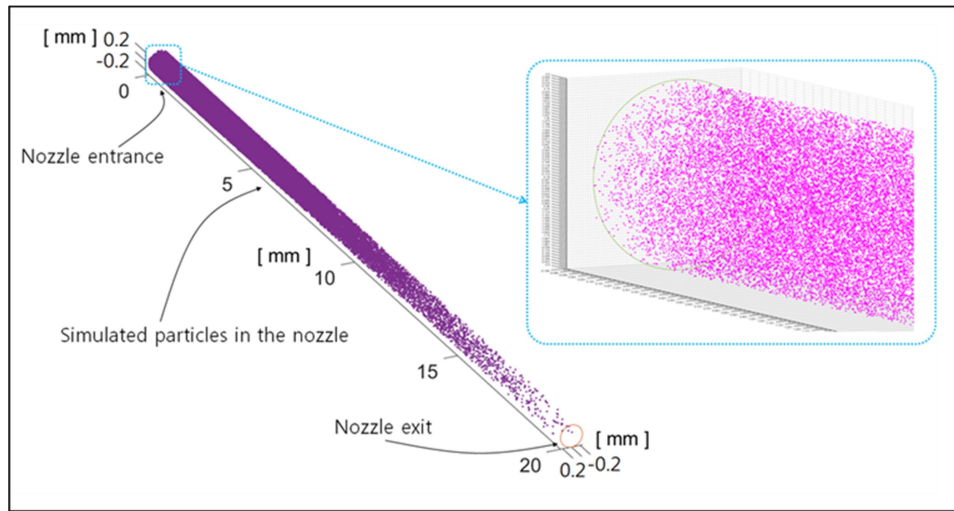 [ mm ] 0.2
-0.2
0
Nozzle entrance
5
[ mm ]
10
Simulated particles in the nozzle
15
Nozzle exit
[ mm ]
20
0.2 -0.2